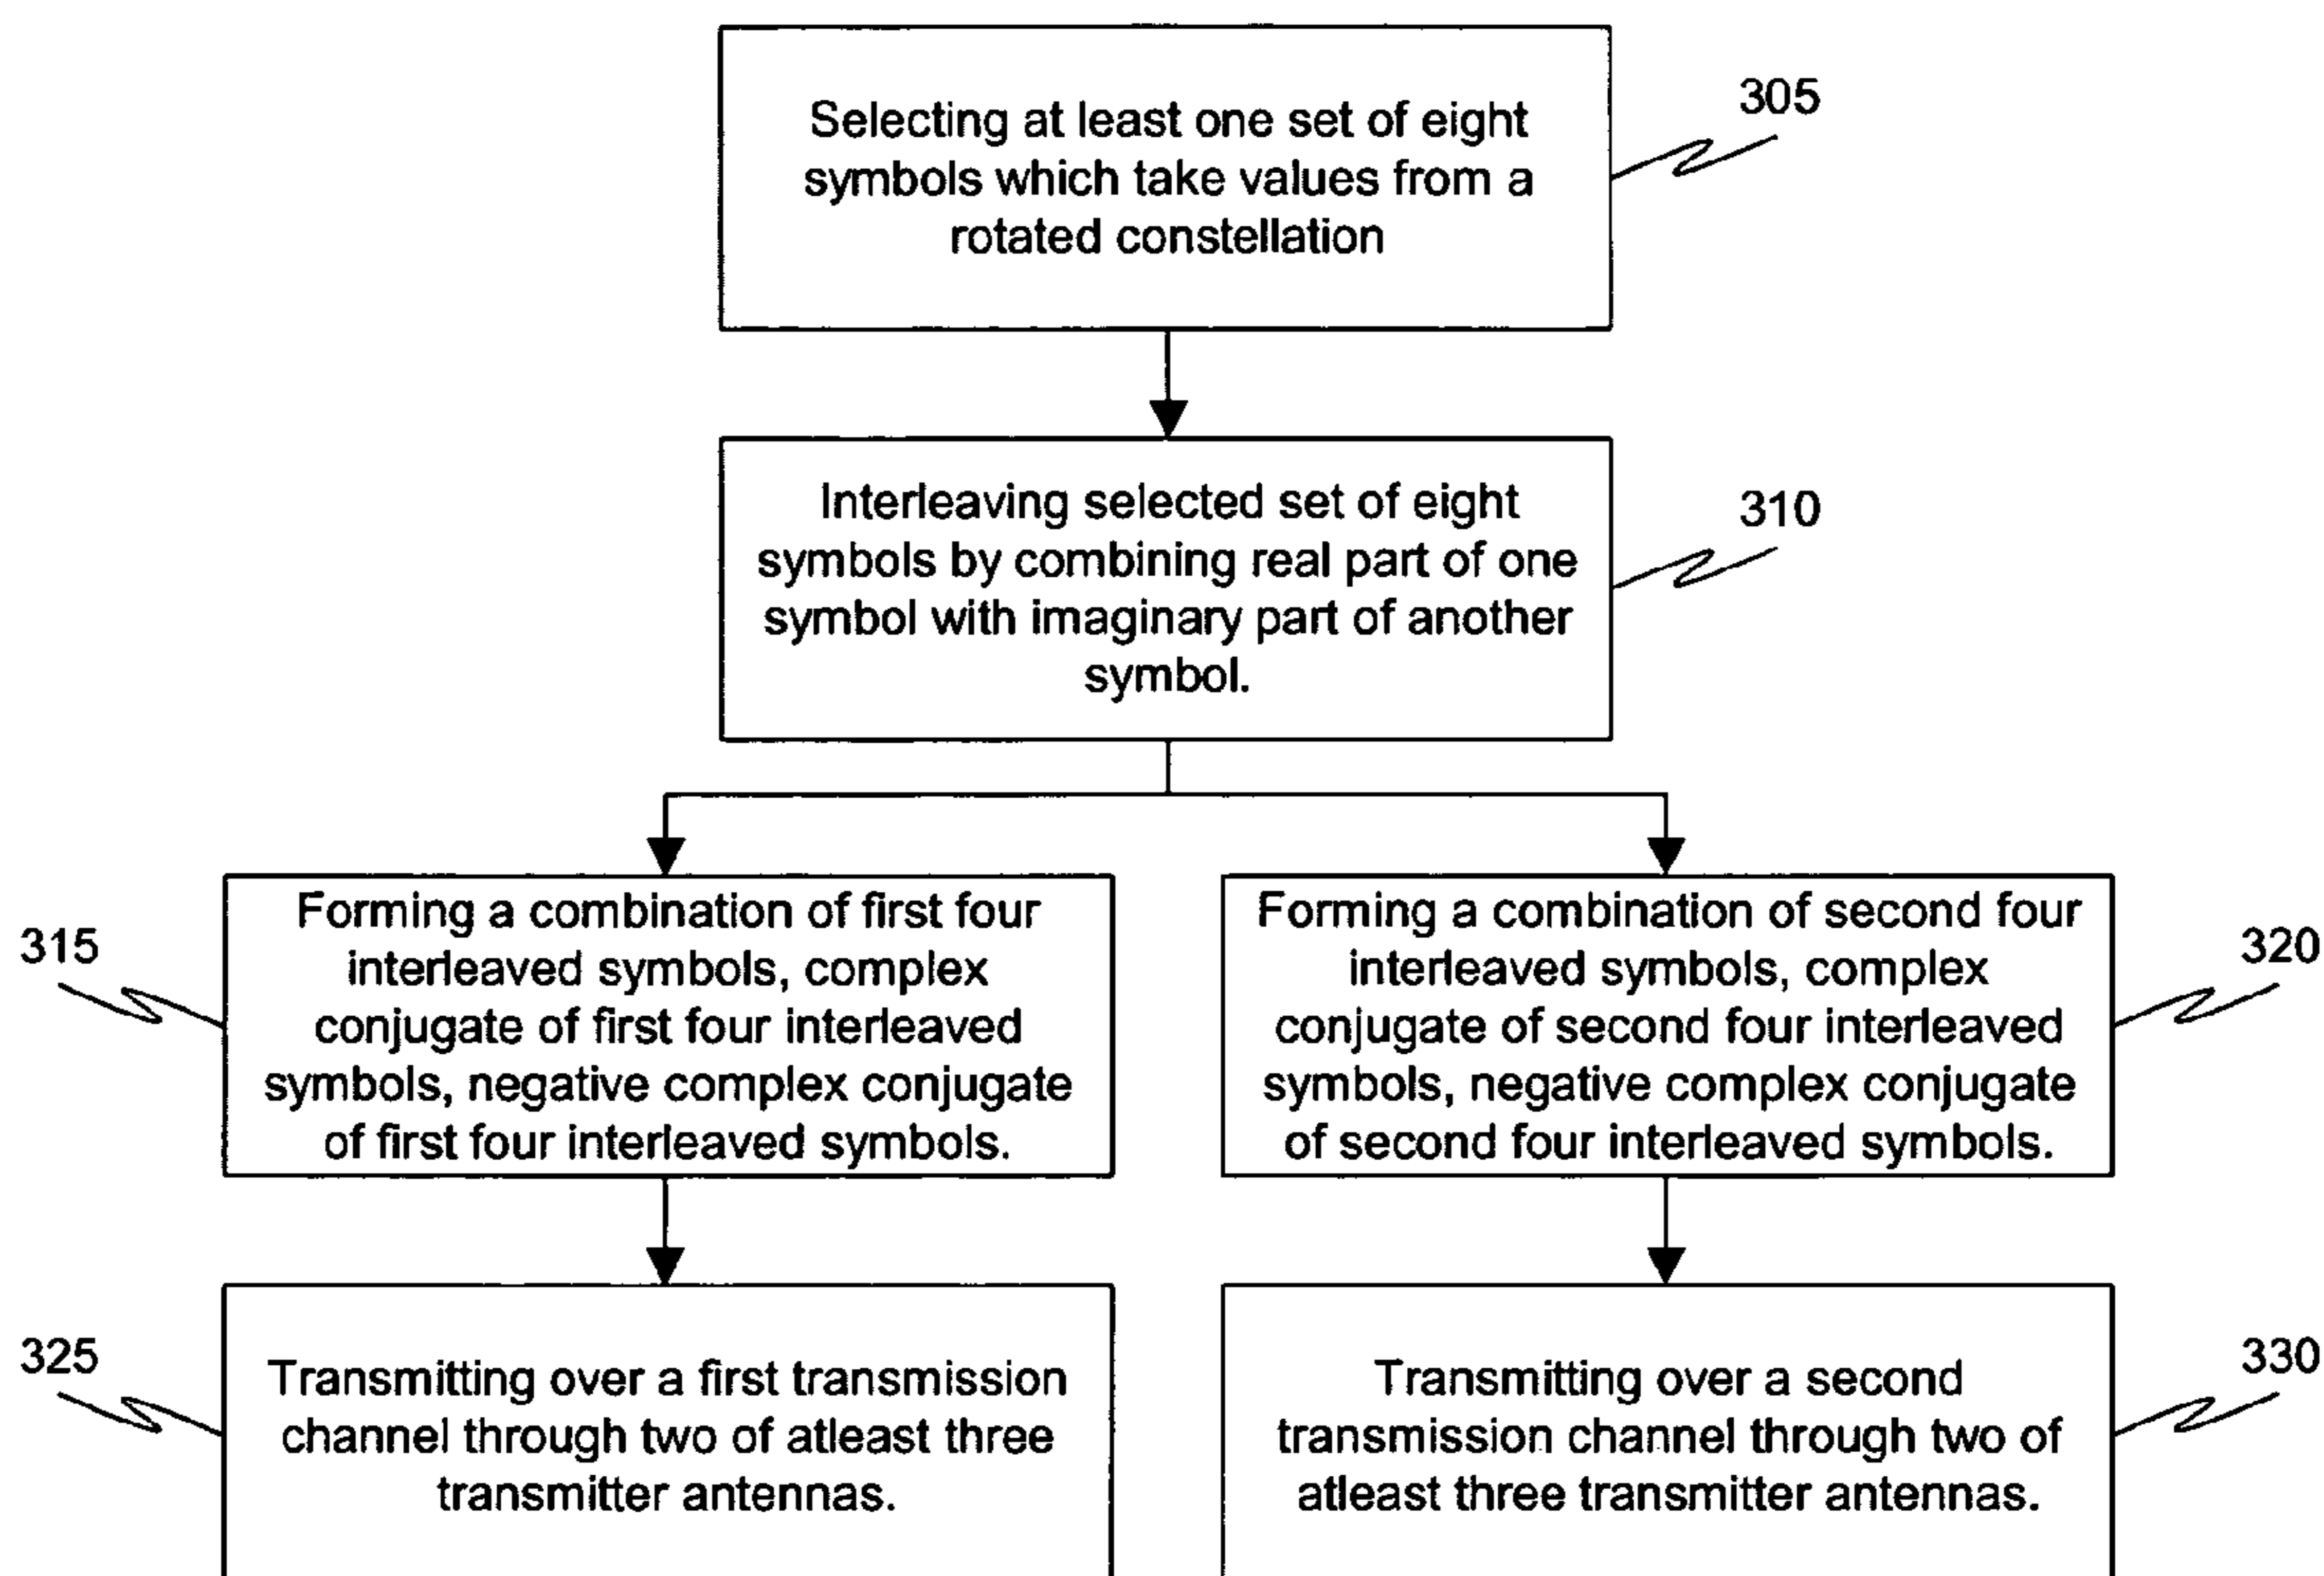 Selecting at least one set of eight
symbols which take values from a
rotated constellation
305
Interleaving selected set of eight
symbols by combining real part of one
symbol with imaginary part of another
symbol.
310
315
Forming a combination of first four
interleaved symbols, complex
conjugate of first four interleaved
symbols, negative complex conjugate
of first four interleaved symbols.
Forming a combination of second four
interleaved symbols, complex
conjugate of second four interleaved
symbols, negative complex conjugate
of second four interleaved symbols.
320
325
Transmitting over a first transmission
channel through two of atleast three
transmitter antennas.
Transmitting over a second
transmission channel through two of
atleast three transmitter antennas.
330